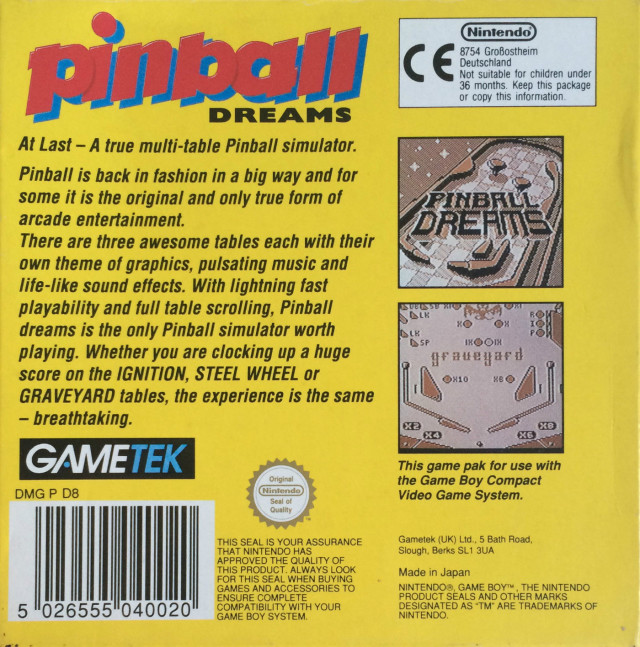 pinball
DREAMS
At Last – A true multi-table Pinball simulator.
Pinball is back in fashion in a big way and for
some it is the original and only true form of
arcade entertainment.
There are three awesome tables each with their
own theme of graphics, pulsating music and
life-like sound effects. With lightning fast
playability and full table scrolling, Pinball
dreams is the only Pinball simulator worth
playing. Whether you are clocking up a huge
score on the IGNITION, STEEL WHEEL or
GRAVEYARD tables, the experience is the same
– breathtaking.
GAMETEK
DMG P D8
5 026555 040020
Original
Nintendo
Seal of
Quality
TM
THIS SEAL IS YOUR ASSURANCE
THAT NINTENDO HAS
APPROVED THE QUALITY OF
THIS PRODUCT. ALWAYS LOOK
FOR THIS SEAL WHEN BUYING
GAMES AND ACCESSORIES TO
ENSURE COMPLETE
COMPATIBILITY WITH YOUR
GAME BOY SYSTEM.
CE
Nintendo
8754 Großostheim
Deutschland
Not suitable for children under
36 months. Keep this package
or copy this information.
PINBALL
DREAMS
graveyard
X10
X2
X4
X8
X6
This game pak for use with
the Game Boy Compact
Video Game System.
Gametek (UK) Ltd., 5 Bath Road,
Slough, Berks SL1 3UA
Made in Japan
NINTENDO®, GAME BOY™, THE NINTENDO
PRODUCT SEALS AND OTHER MARKS
DESIGNATED AS “TM” ARE TRADEMARKS OF
NINTENDO.